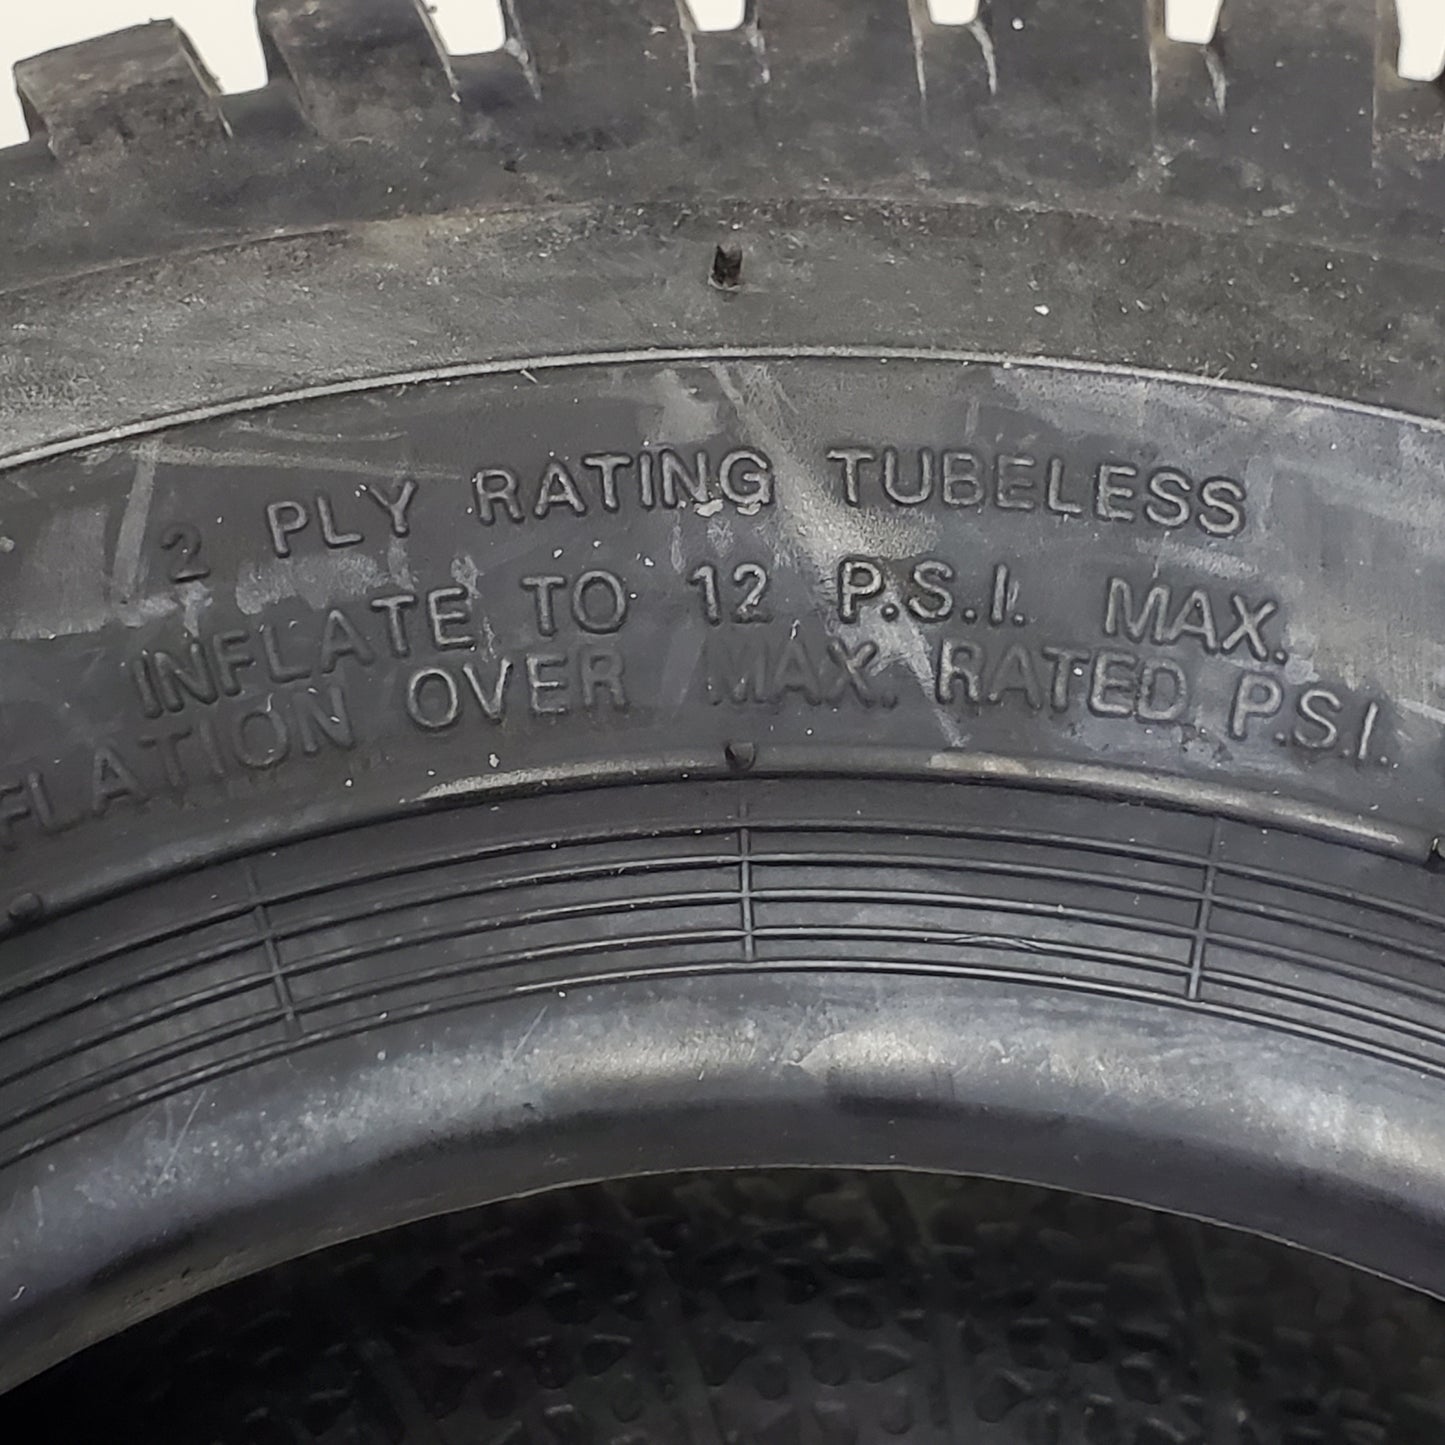 2 PLY RATING TUBELESS
INFLATE TO 12 P.S.I. MAX.
FLATION OVER MAX. RATED P.S.I.